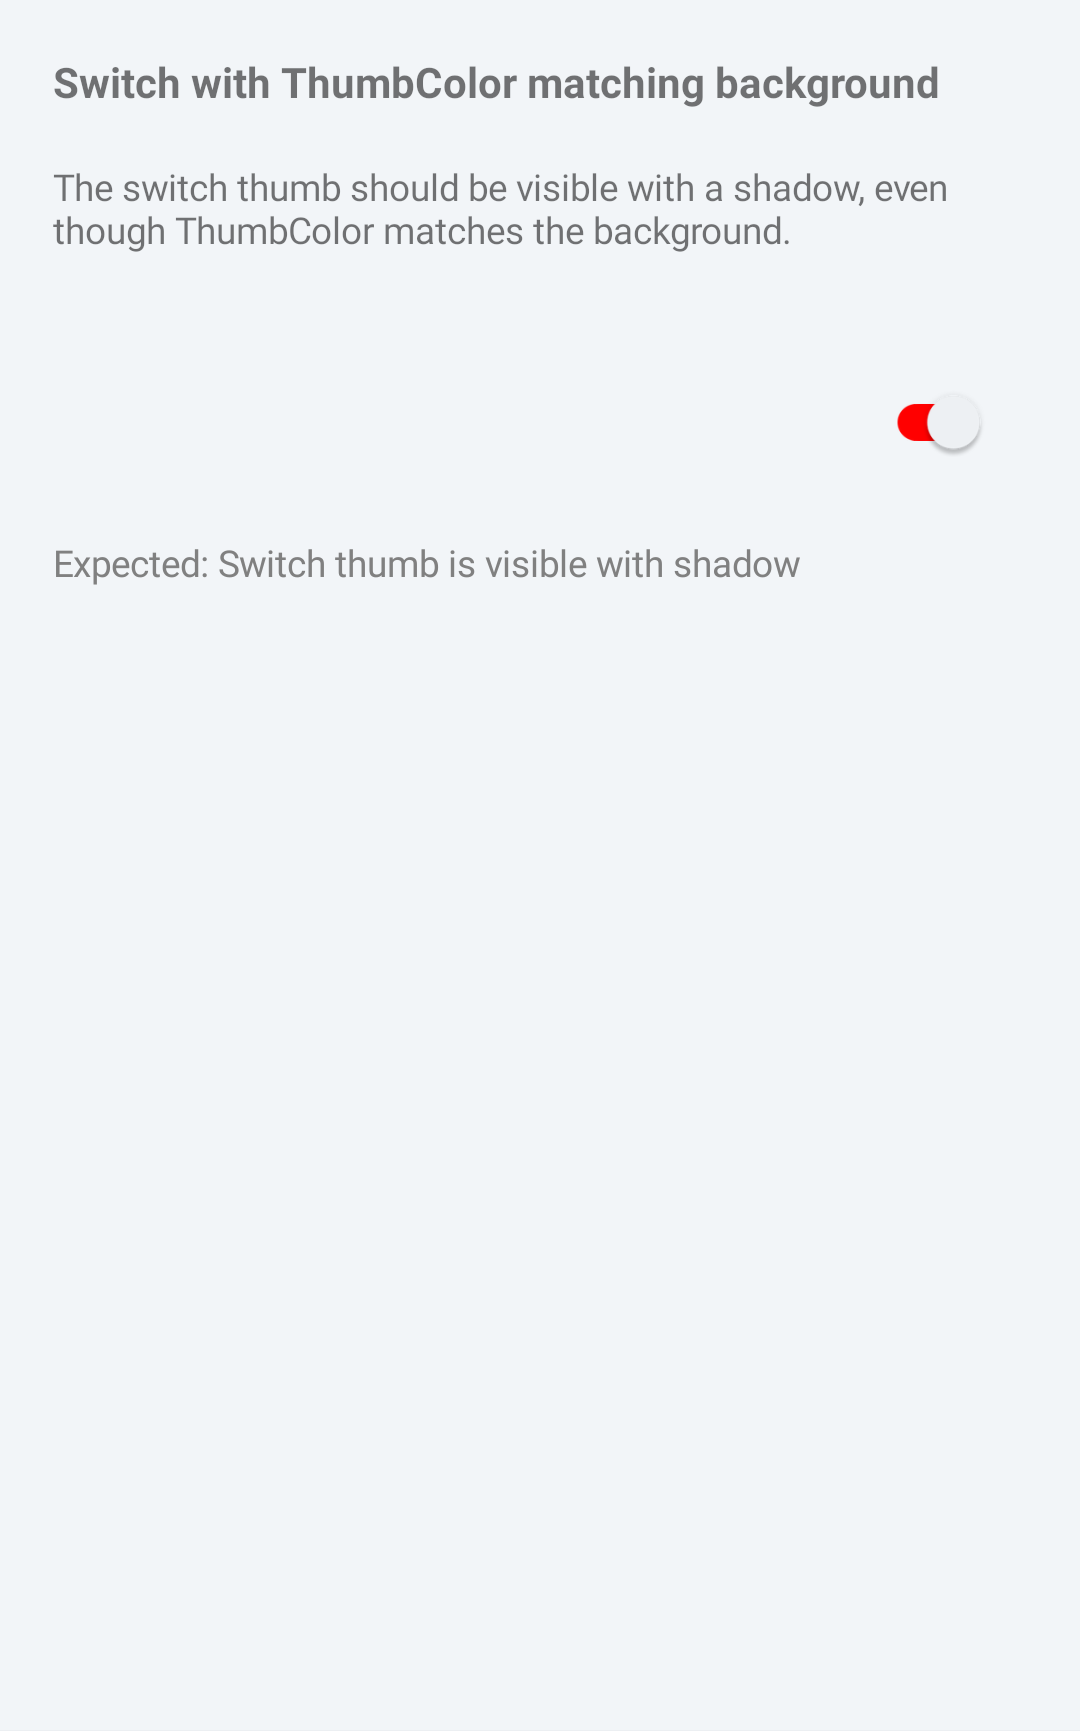 Switch with ThumbColor matching background
The switch thumb should be visible with a shadow, even
though ThumbColor matches the background.
Expected: Switch thumb is visible with shadow